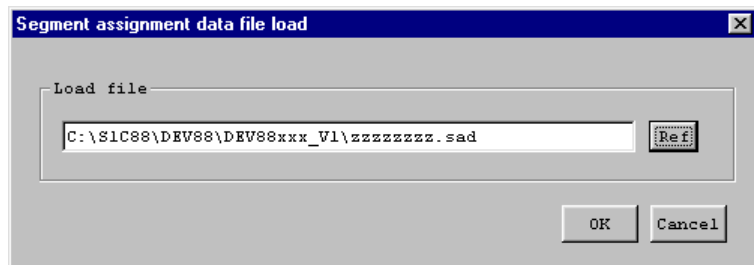 Segment assignment data file load
Load file
C:\S1C88\DEV88\DEV88xxx_V1\zzzzzzzz.sad
Ref
OK
Cancel